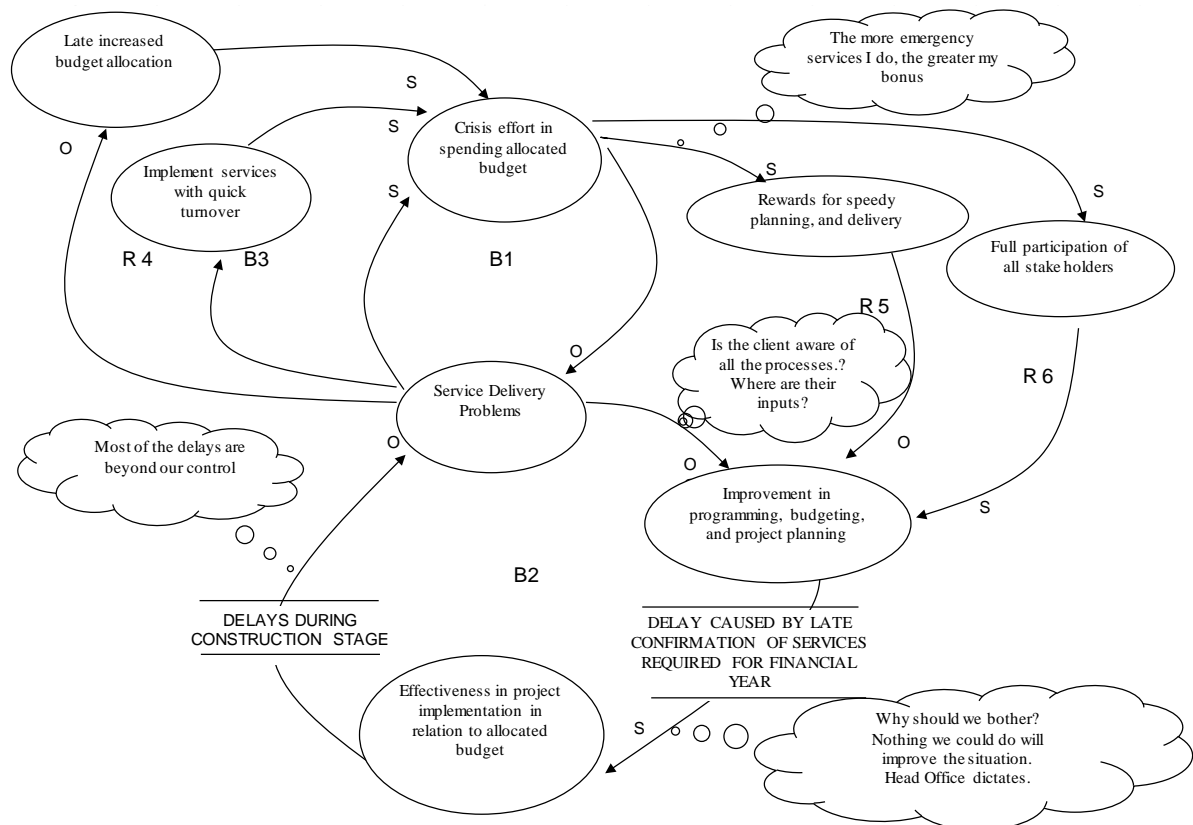 Late increased
budget allocation
The more emergency
services I do, the greater my
bonus
S
O
S
Crisis effort in
spending allocated
budget
Implement services
with quick
turnover
S
S
Rewards for speedy
planning, and delivery
S
Full participation of
all stake holders
R 4
B3
B1
R 5
Is the client aware of
all the processes.?
Where are their
inputs?
O
R 6
Service Delivery
Problems
Most of the delays are
beyond our control
O
O
O
Improvement in
programming, budgeting,
and project planning
S
B2
DELAYS DURING
CONSTRUCTION STAGE
DELAY CAUSED BY LATE
CONFIRMATION OF SERVICES
REQUIRED FOR FINANCIAL
YEAR
Effectiveness in project
implementation in
relation to allocated
budget
S
Why should we bother?
Nothing we could do will
improve the situation.
Head Office dictates.